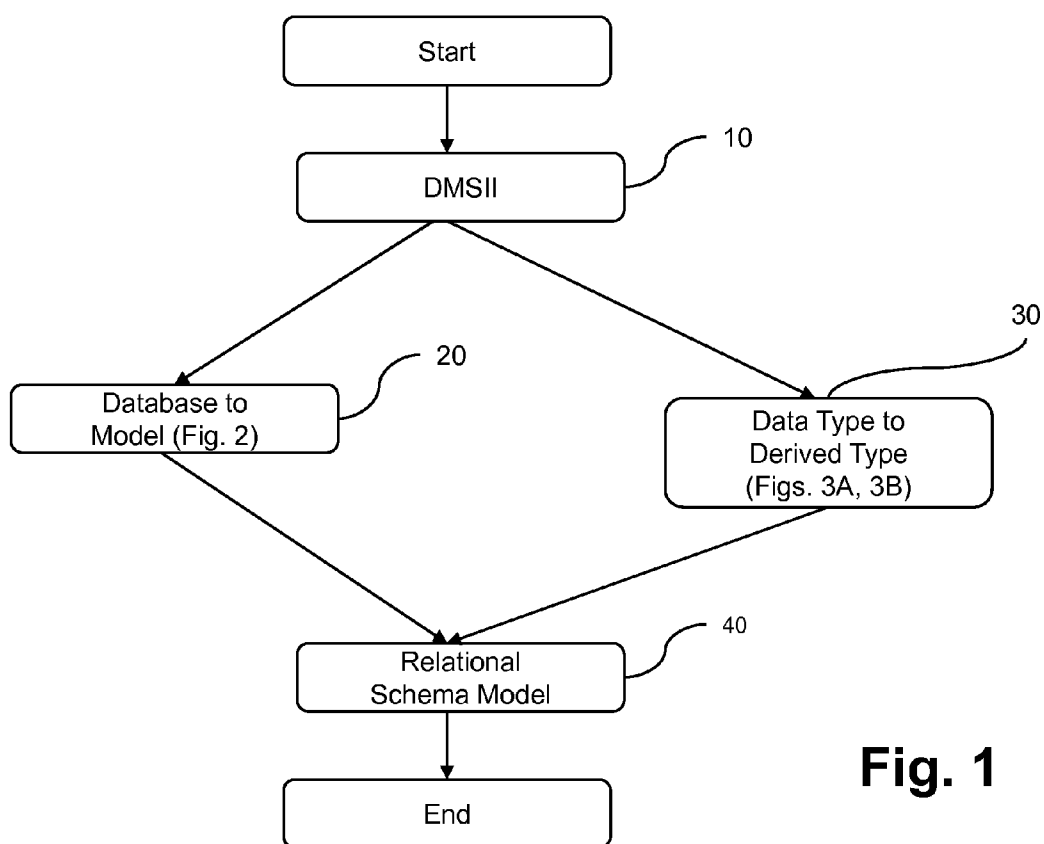 Start
10
DMSII
30
20
Database to
Model (Fig. 2)
Data Type to
Derived Type
(Figs. 3A, 3B)
40
Relational
Schema Model
Fig. 1
End